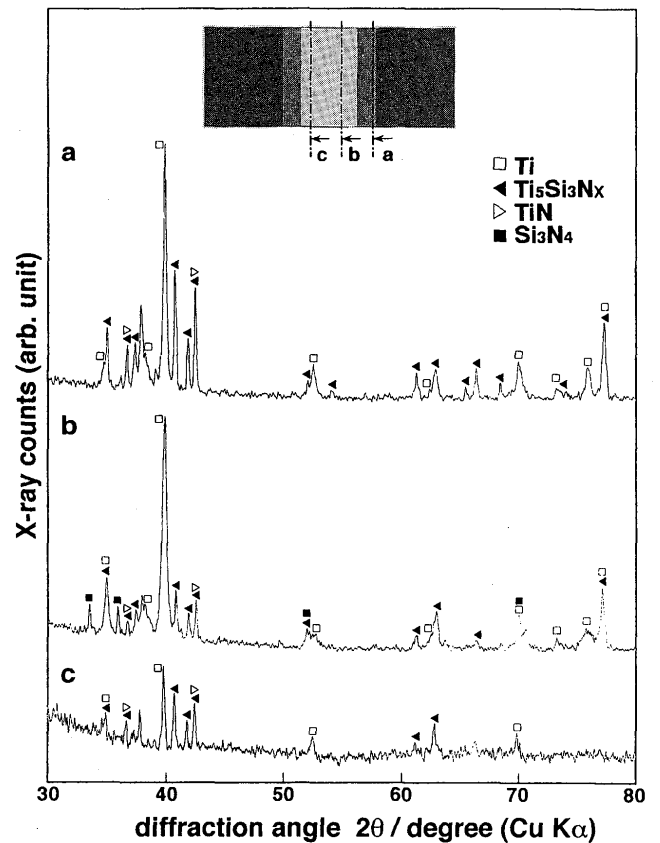 c b a
a
□ Ti
◀ Ti₅Si₃Nx
▷ TiN
■ Si₃N₄
b
c
X-ray counts (arb. unit)
30 40 50 60 70 80
diffraction angle 2θ / degree (Cu Kα)